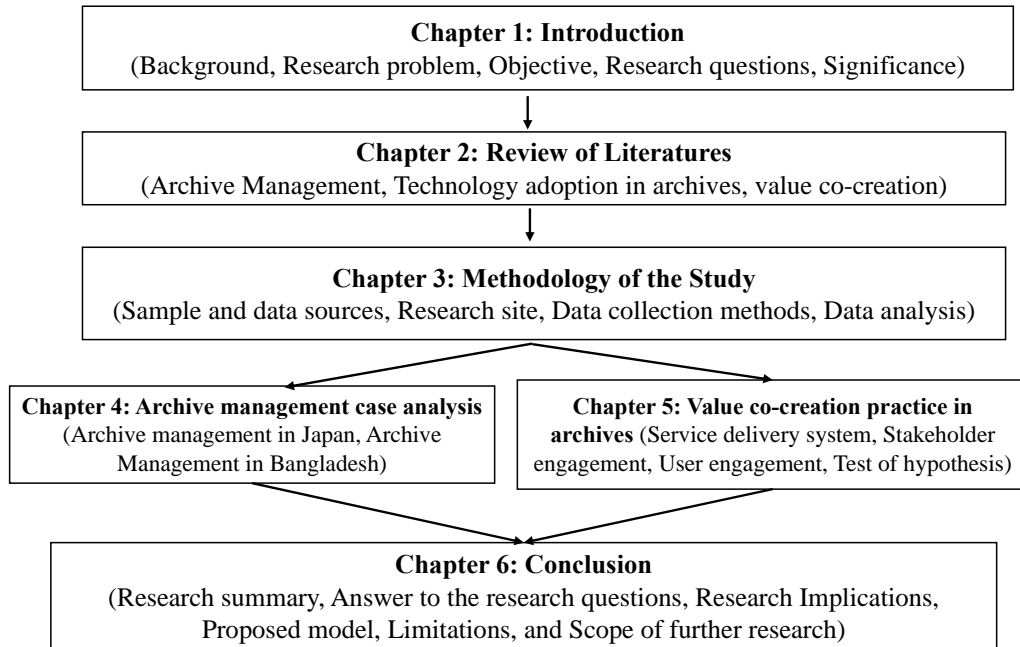 Chapter 1: Introduction
(Background, Research problem, Objective, Research questions, Significance)
Chapter 2: Review of Literatures
(Archive Management, Technology adoption in archives, value co-creation)
Chapter 3: Methodology of the Study
(Sample and data sources, Research site, Data collection methods, Data analysis)
Chapter 4: Archive management case analysis
(Archive management in Japan, Archive
Management in Bangladesh)
Chapter 5: Value co-creation practice in
archives (Service delivery system, Stakeholder
engagement, User engagement, Test of hypothesis)
Chapter 6: Conclusion
(Research summary, Answer to the research questions, Research Implications,
Proposed model, Limitations, and Scope of further research)